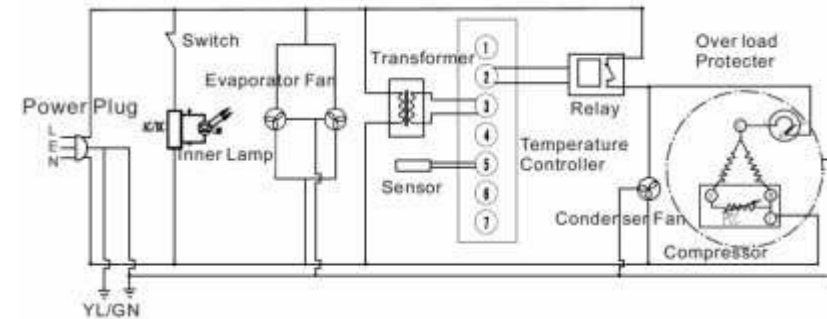 Switch
Over load
Protecter
Transformer
Evaporator Fan
Power Plug
L
E
N
Inner Lamp
Relay
Temperature
Controller
Sensor
Condenser Fan
Compressor
1
2
3
4
5
6
7
YL/GN